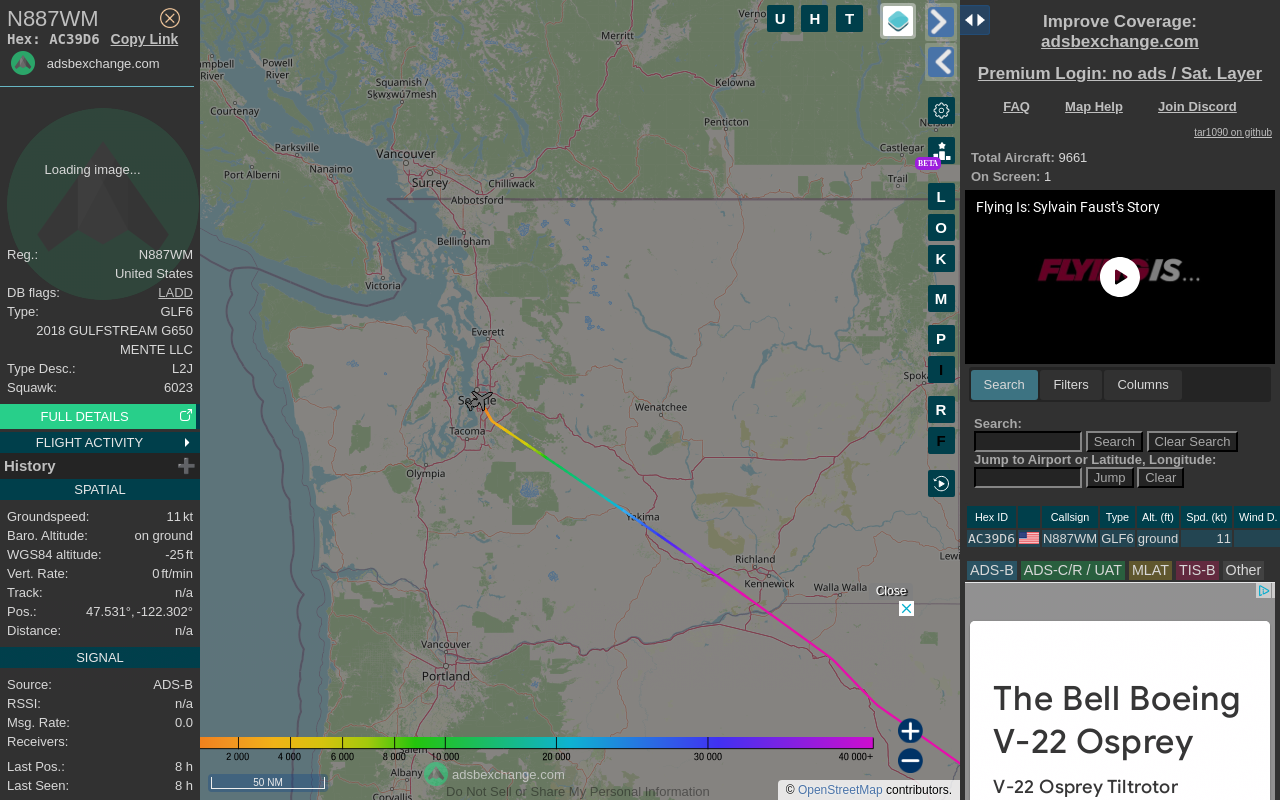 N887WM
Hex: AC39D6 Copy Link
adsbexchange.com
Loading image...
Reg.: N887WM
United States
DB flags: LADD
Type: GLF6
2018 GULFSTREAM G650
MENTE LLC
Type Desc.: L2J
Squawk: 6023
FULL DETAILS
FLIGHT ACTIVITY
History
SPATIAL
Groundspeed: 11 kt
Baro. Altitude: on ground
WGS84 altitude: -25 ft
Vert. Rate: 0 ft/min
Track: n/a
Pos.: 47.531°, -122.302°
Distance: n/a
SIGNAL
Source: ADS-B
RSSI: n/a
Msg. Rate: 0.0
Receivers:
Last Pos.: 8 h
Last Seen: 8 h
U H T
Merritt
Powell
River
River
Squamish /
Sḵwx̱wú7mesh
Kelowna
Courtenay
Penticton
Parksville
Vancouver
Castlegar
BETA
Nanaimo
Port Alberni
Surrey
Chilliwack
Trail
Abbotsford
L
O
Bellingham
K
Victoria
M
Everett
P
I
Wenatchee
R
Tacoma
F
Olympia
Yakima
Richland
Kennewick
Walla Walla
Close
Vancouver
Portland
2 000 4 000 6 000 8 000 10 000 20 000 30 000 40 000+
Albany
adsbexchange.com
50 NM
Do Not Sell or Share My Personal Information
Corvallis
© OpenStreetMap contributors.
Improve Coverage:
adsbexchange.com
Premium Login: no ads / Sat. Layer
FAQ Map Help Join Discord
tar1090 on github
Total Aircraft: 9661
On Screen: 1
Flying Is: Sylvain Faust's Story
FLYING IS...
Search Filters Columns
Search:
Search Clear Search
Jump to Airport or Latitude, Longitude:
Jump Clear
Hex ID Callsign Type Alt. (ft) Spd. (kt) Wind D.
AC39D6 N887WM GLF6 ground 11
ADS-B ADS-C/R / UAT MLAT TIS-B Other
The Bell Boeing
V-22 Osprey
V-22 Osprey Tiltrotor